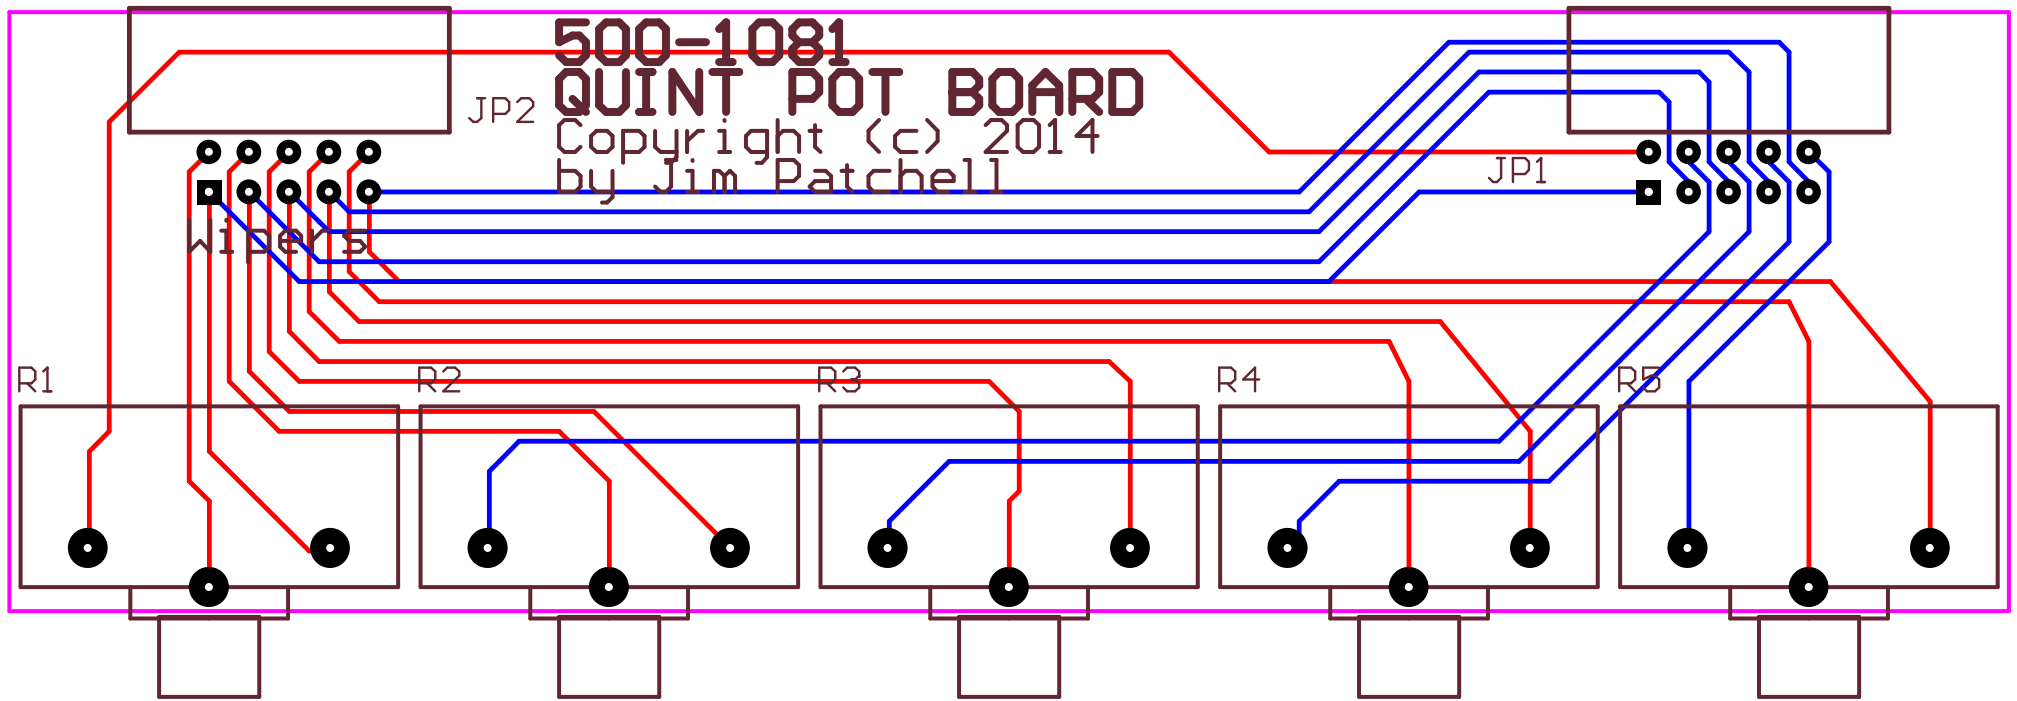 500-1081
QUINT POT BOARD
JP2
Copyright (c) 2014
by Jim Patchell
JP1
Wipers
R1 R2 R3 R4 R5